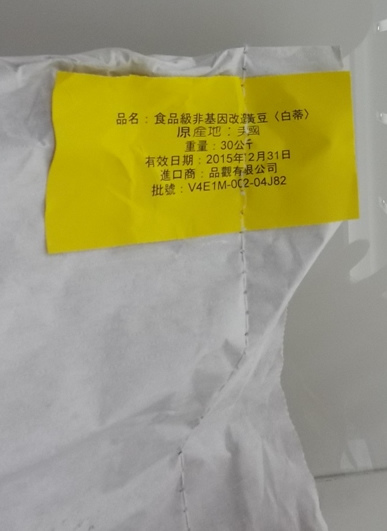 品名：食品級非基因改造黃豆（白蒂）
原產地：美國
重量：30公斤
有效日期：2015年12月31日
進口商：品觀有限公司
批號：V4E1M-002-04J82